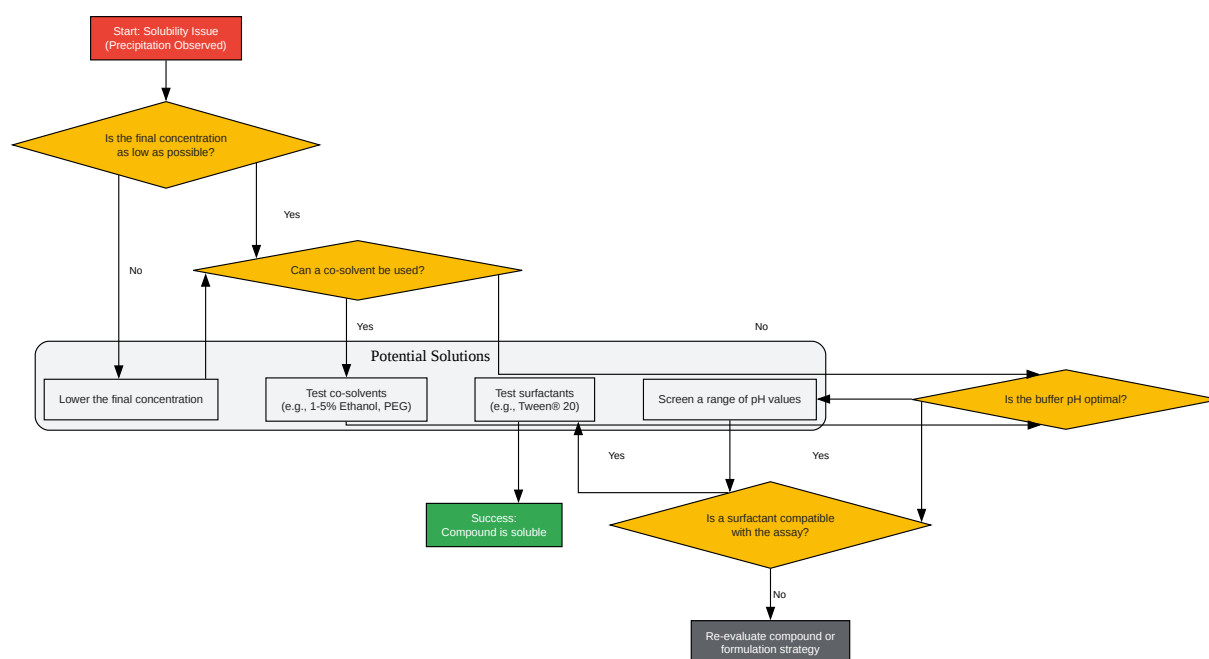 Start: Solubility Issue
(Precipitation Observed)
Is the final concentration
as low as possible?
Yes
No
Can a co-solvent be used?
Yes
No
Potential Solutions
Lower the final concentration
Test co-solvents
(e.g., 1-5% Ethanol, PEG)
Test surfactants
(e.g., Tween® 20)
Screen a range of pH values
Is the buffer pH optimal?
Yes
Yes
Success:
Compound is soluble
Is a surfactant compatible
with the assay?
No
Re-evaluate compound or
formulation strategy